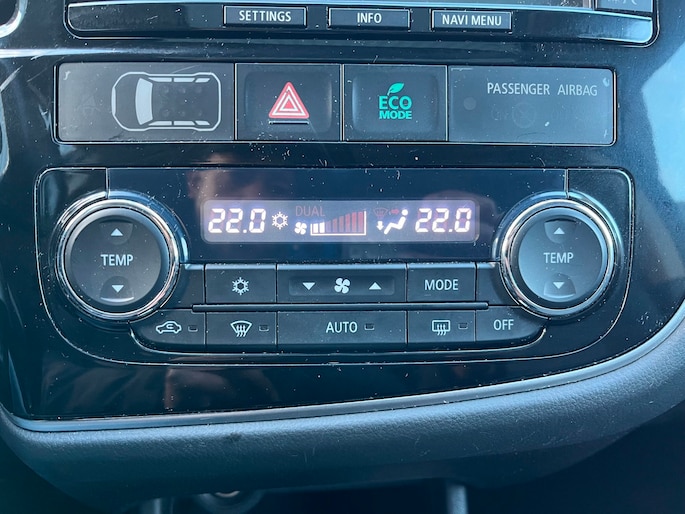 SETTINGS INFO NAVI MENU
ECO MODE PASSENGER AIRBAG
22.0 DUAL 22.0
TEMP MODE TEMP
AUTO OFF